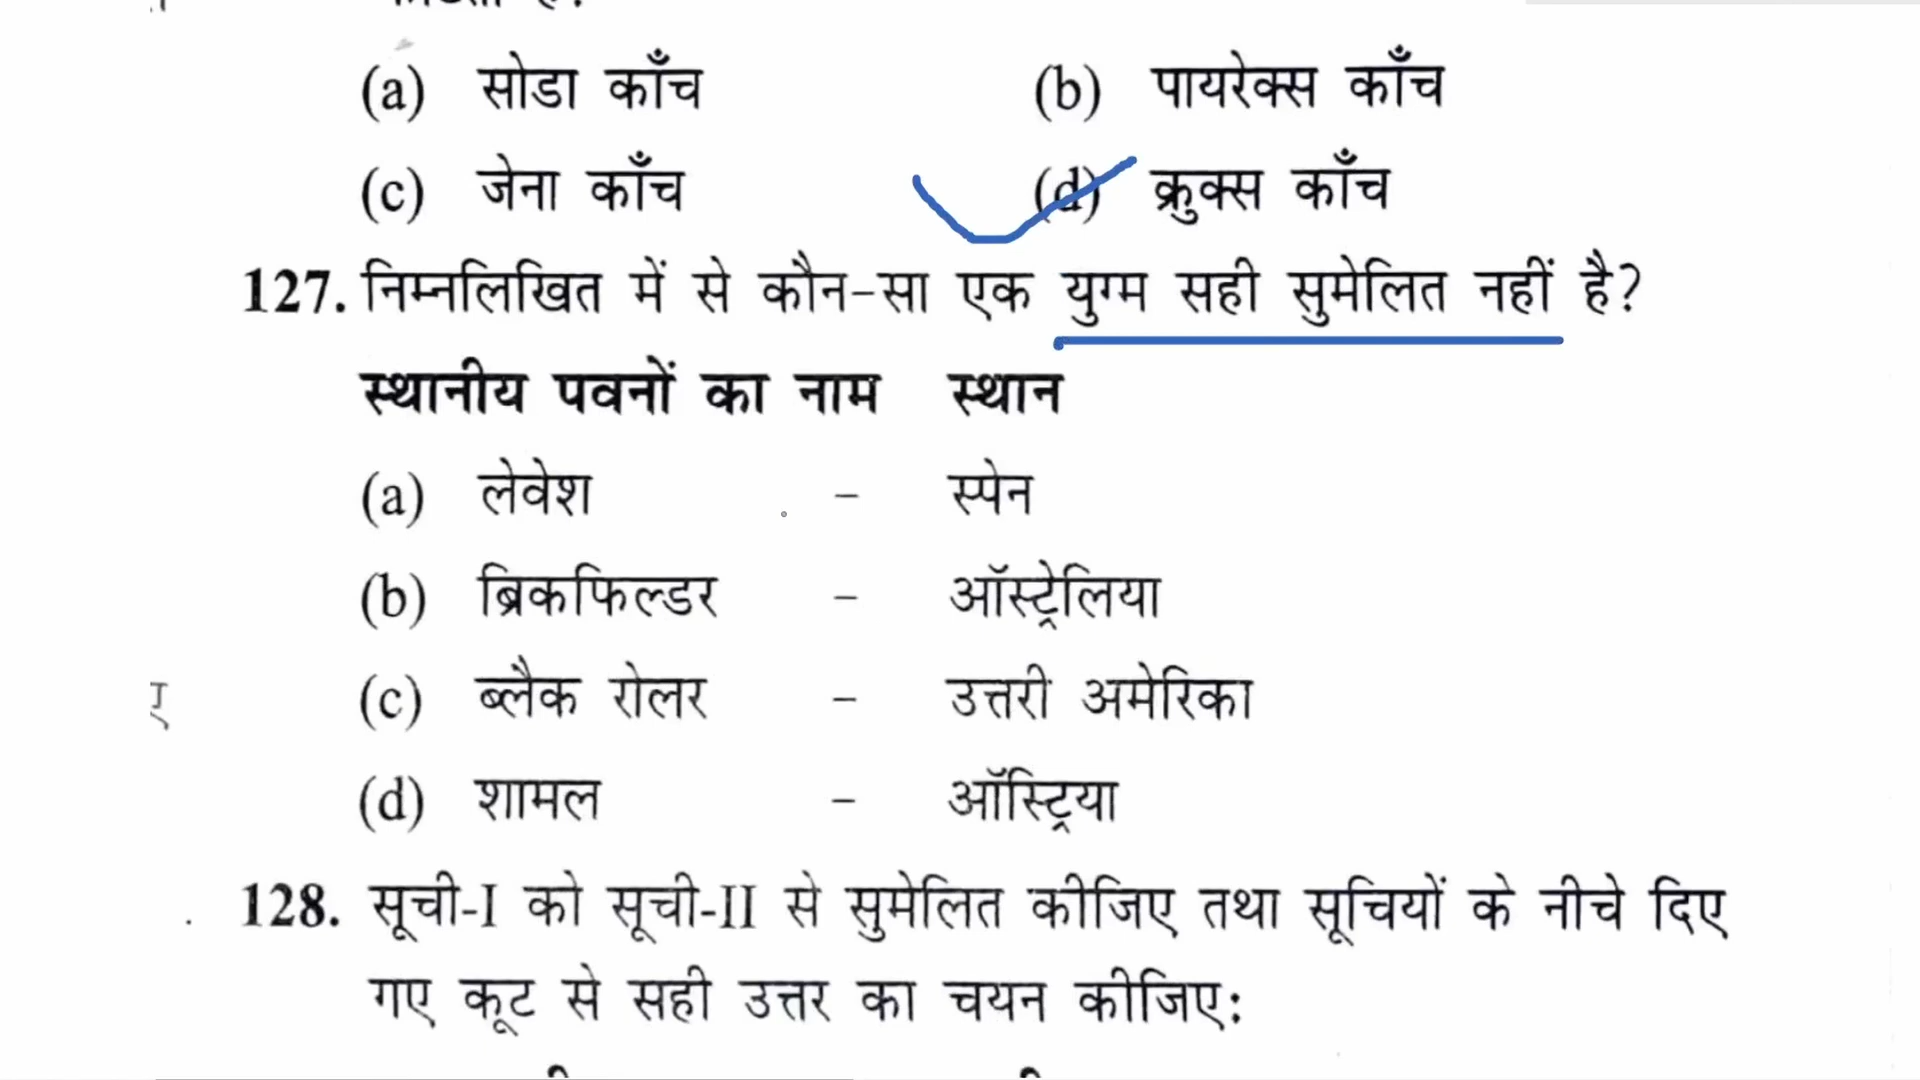 (a) सोडा काँच (b) पायरेक्स काँच
(c) जेना काँच (d) क्रुक्स काँच
127. निम्नलिखित में से कौन-सा एक युग्म सही सुमेलित नहीं है?
स्थानीय पवनों का नाम स्थान
(a) लेवेश - स्पेन
(b) ब्रिकफिल्डर - ऑस्ट्रेलिया
(c) ब्लैक रोलर - उत्तरी अमेरिका
(d) शामल - ऑस्ट्रिया
128. सूची-I को सूची-II से सुमेलित कीजिए तथा सूचियों के नीचे दिए
गए कूट से सही उत्तर का चयन कीजिए: